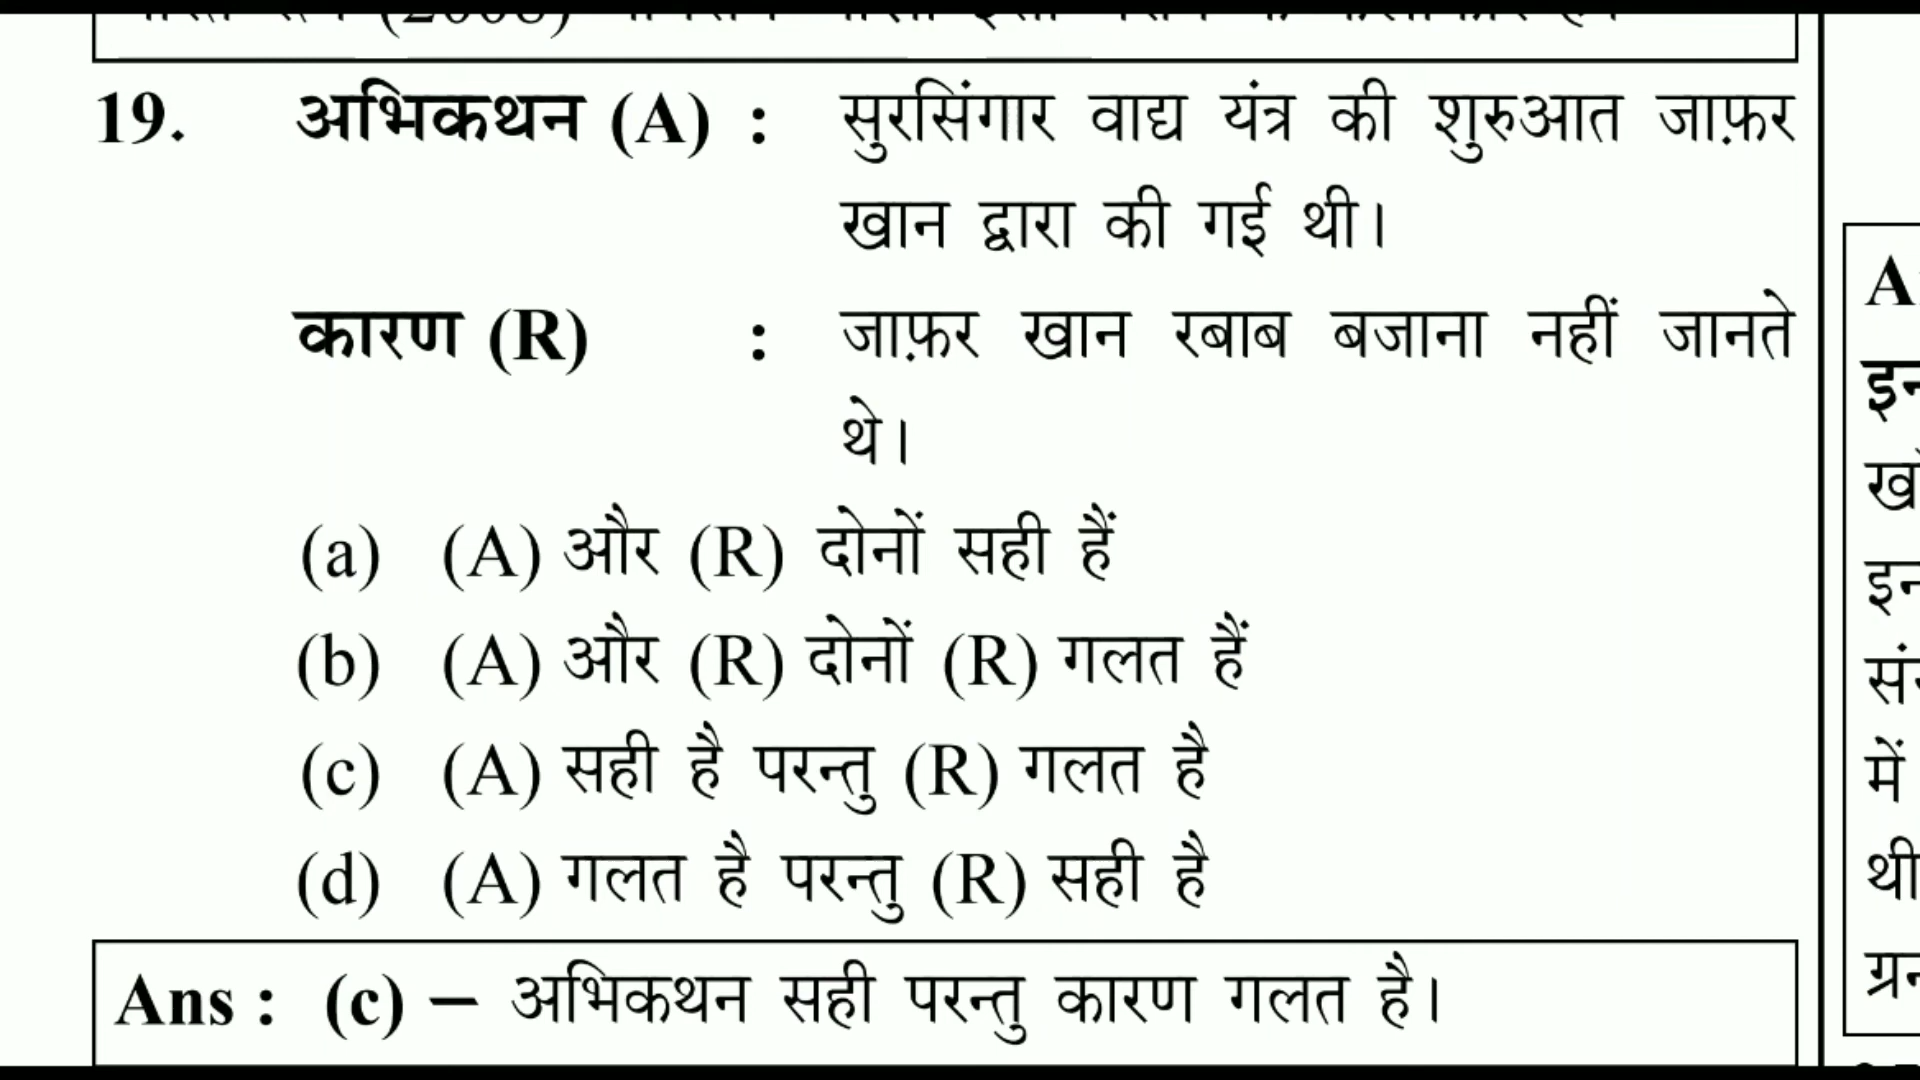 19. अभिकथन (A) : सुरसिंगार वाद्य यंत्र की शुरुआत जाफ़र
खान द्वारा की गई थी।
कारण (R) : जाफ़र खान रबाब बजाना नहीं जानते
थे।
(a) (A) और (R) दोनों सही हैं
(b) (A) और (R) दोनों (R) गलत हैं
(c) (A) सही है परन्तु (R) गलत है
(d) (A) गलत है परन्तु (R) सही है
Ans : (c) – अभिकथन सही परन्तु कारण गलत है।
में